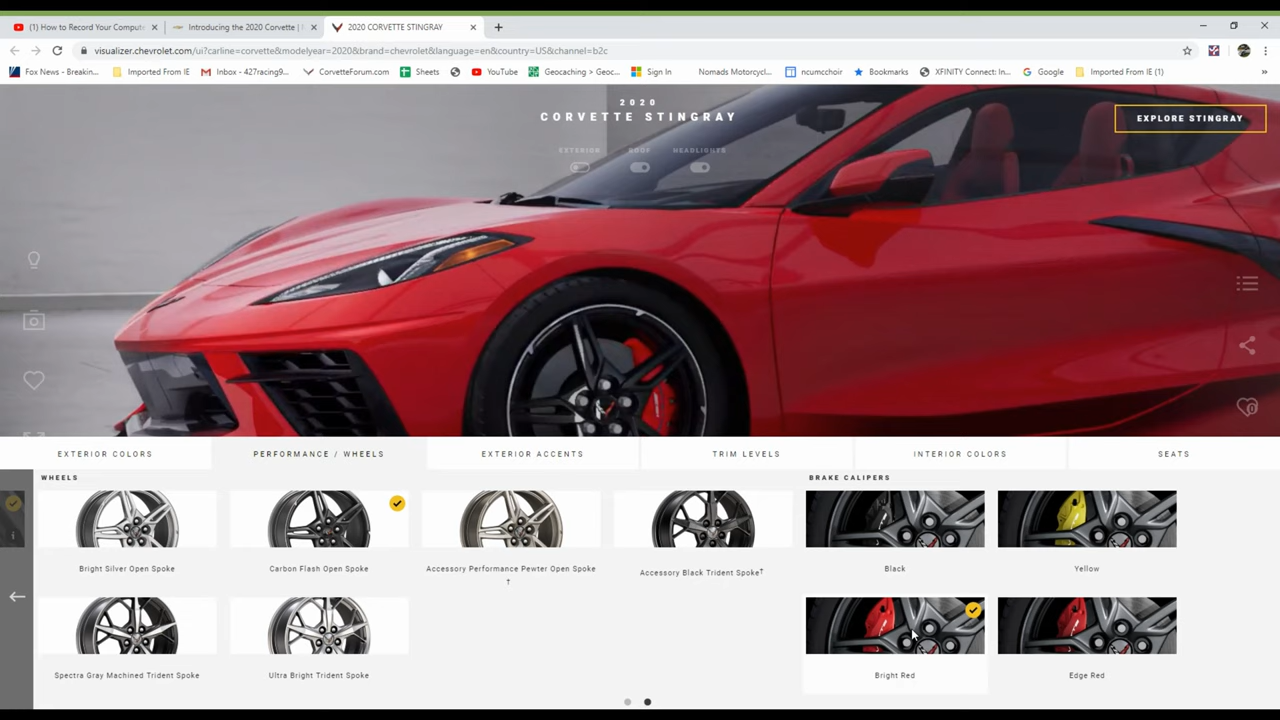 (1) How to Record Your Compute
Introducing the 2020 Corvette |
2020 CORVETTE STINGRAY
visualizer.chevrolet.com/ui?carline=corvette&modelyear=2020&brand=chevrolet&language=en&country=US&channel=b2c
Fox News - Breakin...
Imported From IE
Inbox - 427racing9...
CorvetteForum.com
Sheets
YouTube
Geocaching > Geoc...
Sign In
Nomads Motorcycl...
ncumcchoir
Bookmarks
XFINITY Connect: In...
Google
Imported From IE (1)
2020
CORVETTE STINGRAY
EXPLORE STINGRAY
EXTERIOR
ROOF
HEADLIGHTS
0
EXTERIOR COLORS
PERFORMANCE / WHEELS
EXTERIOR ACCENTS
TRIM LEVELS
INTERIOR COLORS
SEATS
WHEELS
BRAKE CALIPERS
Bright Silver Open Spoke
Carbon Flash Open Spoke
Accessory Performance Pewter Open Spoke
†
Accessory Black Trident Spoke†
Black
Yellow
Spectra Gray Machined Trident Spoke
Ultra Bright Trident Spoke
Bright Red
Edge Red